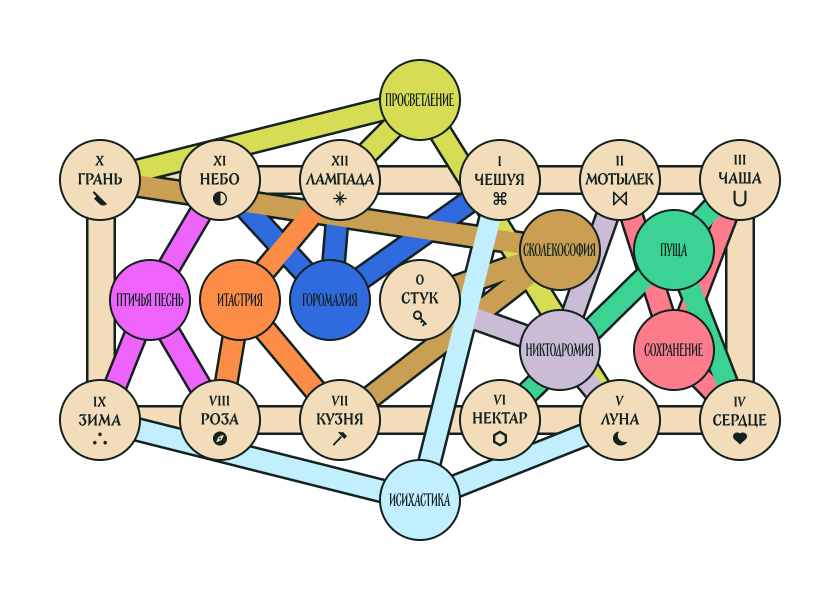 ПРОСВЕТЛЕНИЕ
X
ГРАНЬ
XI
НЕБО
XII
ЛАМПАДА
I
ЧЕШУЯ
II
МОТЫЛЕК
III
ЧАША
СКОЛЕКОСОФИЯ
ПУЩА
ПТИЧЬЯ ПЕСНЬ
ИТАСТРИЯ
ГОРОМАХИЯ
0
СТУК
НИКТОДРОМИЯ
СОХРАНЕНИЕ
IX
ЗИМА
VIII
РОЗА
VII
КУЗНЯ
VI
НЕКТАР
V
ЛУНА
IV
СЕРДЦЕ
ИСИХАСТИКА